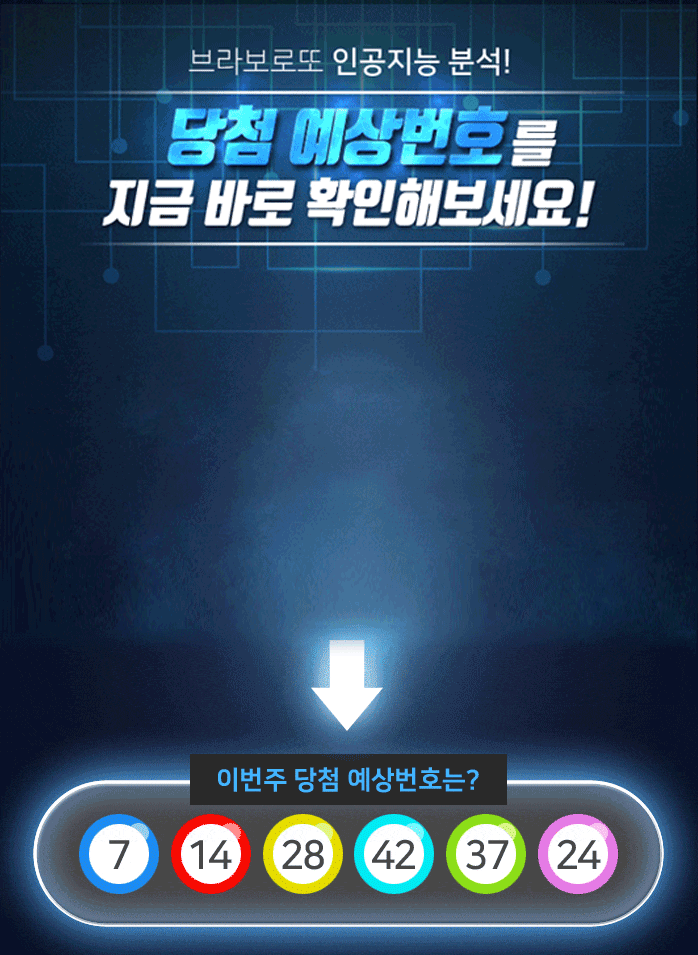 브라보로또 인공지능 분석!
당첨 예상번호를
지금 바로 확인해보세요!
이번주 당첨 예상번호는?
7 14 28 42 37 24